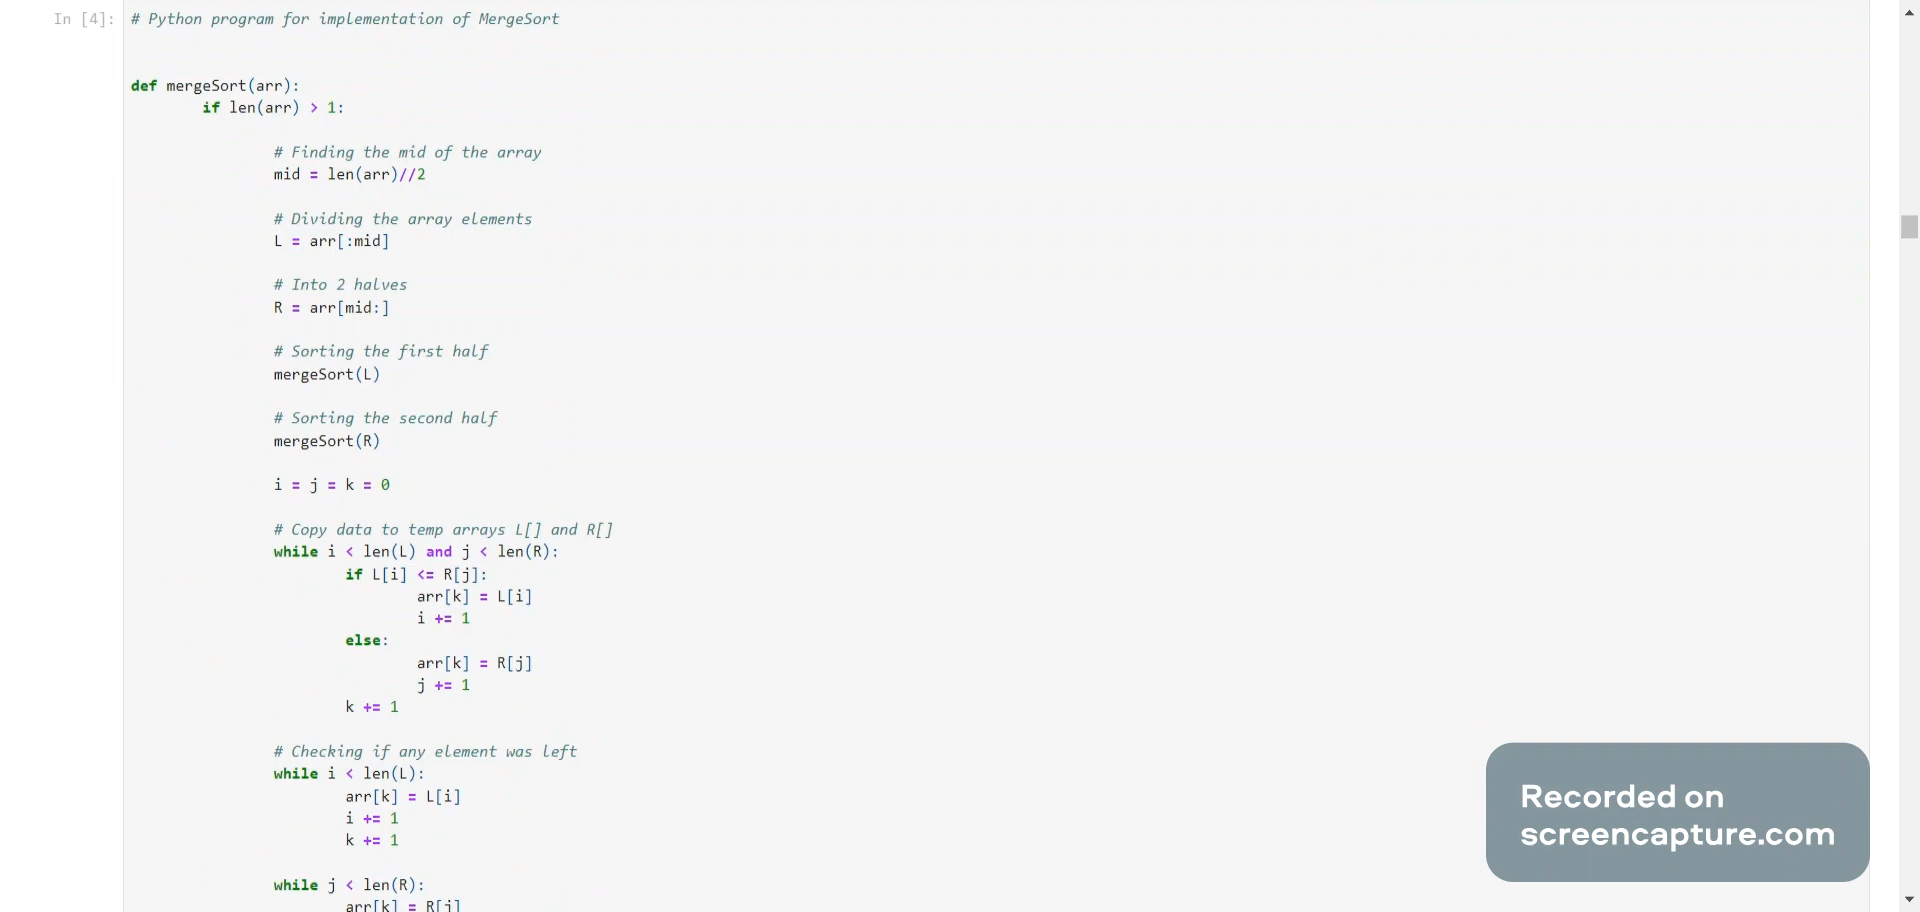 In [4]:
# Python program for implementation of MergeSort
def mergeSort(arr):
if len(arr) > 1:
# Finding the mid of the array
mid = len(arr)//2
# Dividing the array elements
L = arr[:mid]
# Into 2 halves
R = arr[mid:]
# Sorting the first half
mergeSort(L)
# Sorting the second half
mergeSort(R)
i = j = k = 0
# Copy data to temp arrays L[] and R[]
while i < len(L) and j < len(R):
if L[i] <= R[j]:
arr[k] = L[i]
i += 1
else:
arr[k] = R[j]
j += 1
k += 1
# Checking if any element was left
while i < len(L):
arr[k] = L[i]
i += 1
k += 1
while j < len(R):
arr[k] = R[j]
Recorded on
screencapture.com